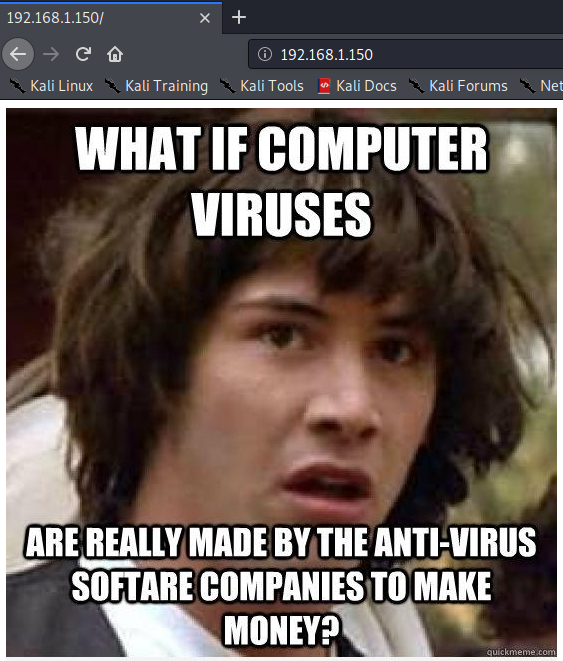 192.168.1.150/
192.168.1.150
Kali Linux Kali Training Kali Tools Kali Docs Kali Forums Net
WHAT IF COMPUTER
VIRUSES
ARE REALLY MADE BY THE ANTI-VIRUS
SOFTARE COMPANIES TO MAKE
MONEY?
quickmeme.com